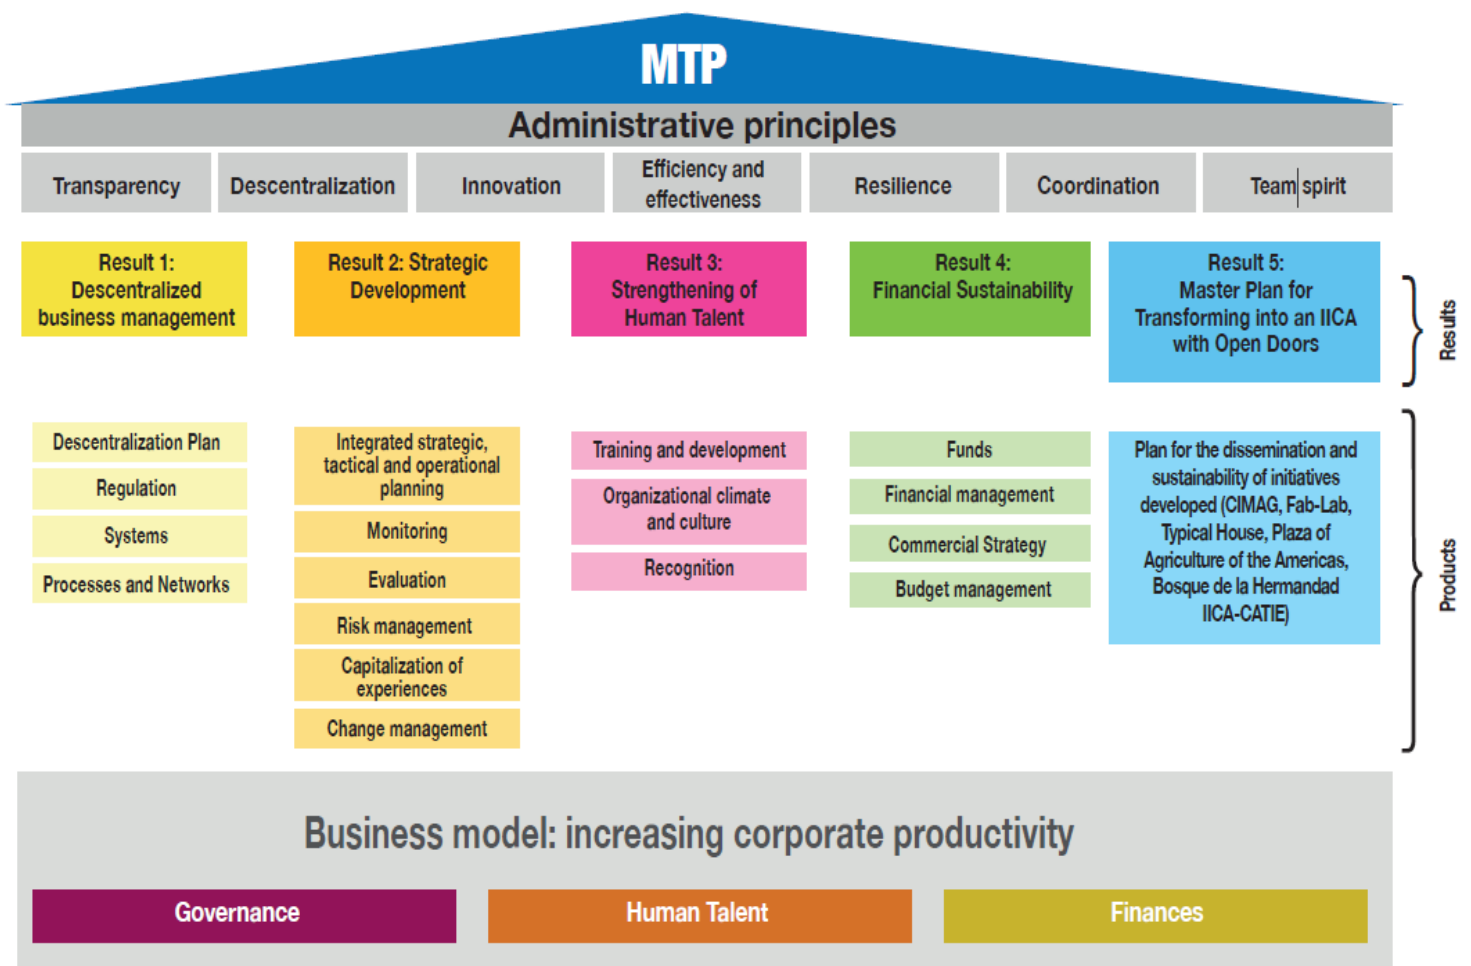 MTP
Administrative principles
Transparency
Descentralization
Innovation
Efficiency and
effectiveness
Resilience
Coordination
Team spirit
Result 1:
Descentralized
business management
Result 2: Strategic
Development
Result 3:
Strengthening of
Human Talent
Result 4:
Financial Sustainability
Result 5:
Master Plan for
Transforming into an IICA
with Open Doors
Results
Descentralization Plan
Regulation
Systems
Processes and Networks
Integrated strategic,
tactical and operational
planning
Monitoring
Evaluation
Risk management
Capitalization of
experiences
Change management
Training and development
Organizational climate
and culture
Recognition
Funds
Financial management
Commercial Strategy
Budget management
Plan for the dissemination and
sustainability of initiatives
developed (CIMAG, Fab-Lab,
Typical House, Plaza of
Agriculture of the Americas,
Bosque de la Hermandad
IICA-CATIE)
Products
Business model: increasing corporate productivity
Governance
Human Talent
Finances